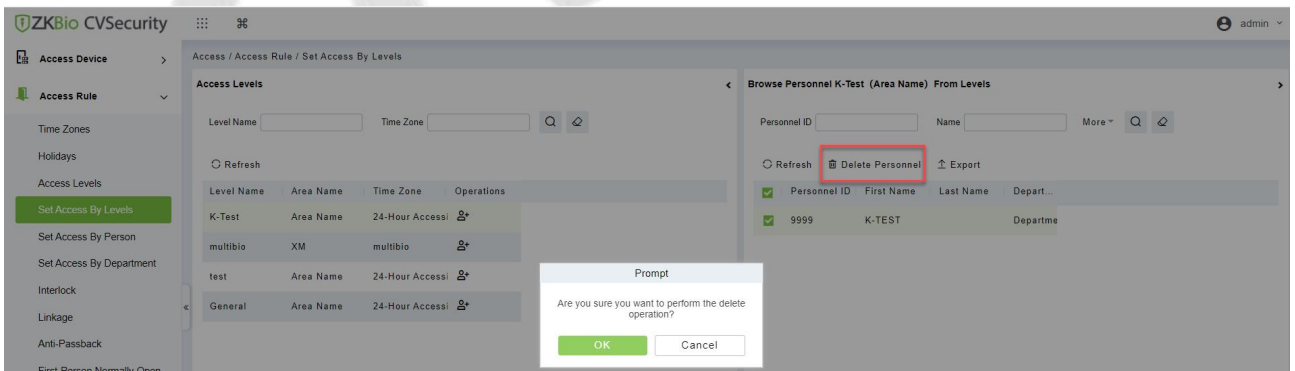 ZKBio CVSecurity
admin
Access Device
Access Rule
Time Zones
Holidays
Access Levels
Set Access By Levels
Set Access By Person
Set Access By Department
Interlock
Linkage
Anti-Passback
First-Person Normally Open
Access / Access Rule / Set Access By Levels
Access Levels
Level Name Time Zone
Refresh
Level Name Area Name Time Zone Operations
K-Test Area Name 24-Hour Accessi
multibio XM multibio
test Area Name 24-Hour Accessi
General Area Name 24-Hour Accessi
Browse Personnel K-Test (Area Name) From Levels
Personnel ID Name More
Refresh Delete Personnel Export
Personnel ID First Name Last Name Depart...
9999 K-TEST Departme
Prompt
Are you sure you want to perform the delete
operation?
OK Cancel